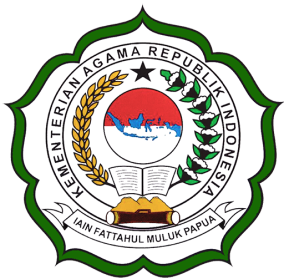 KEMENTERIAN AGAMA REPUBLIK INDONESIA
IAIN FATTAHUL MULUK PAPUA